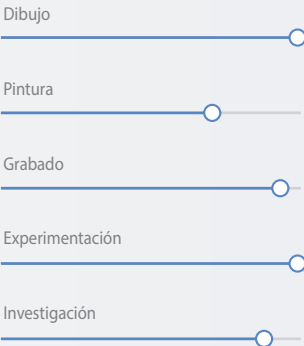 Dibujo
Pintura
Grabado
Experimentación
Investigación